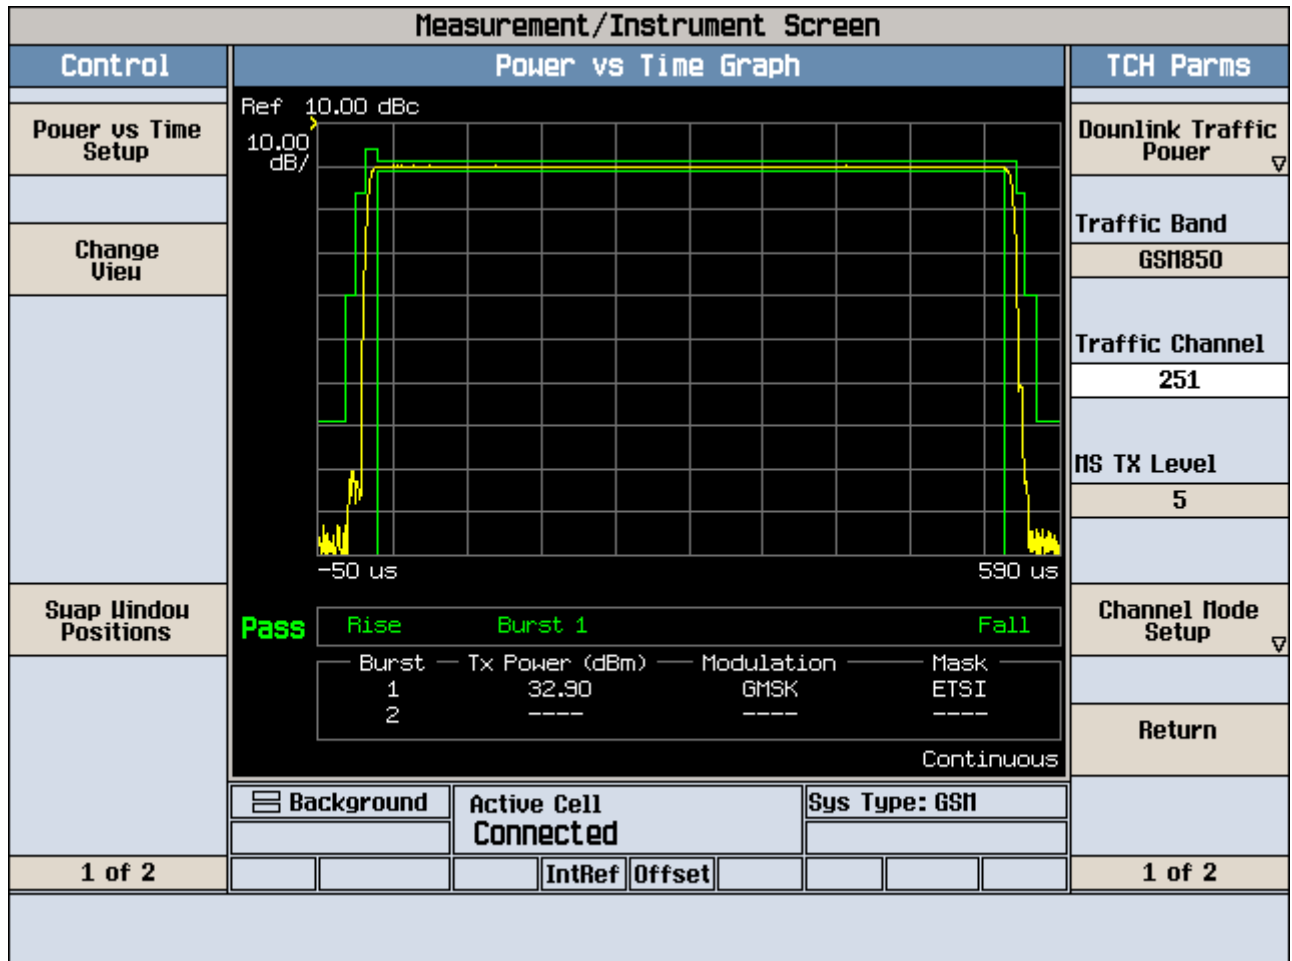 Measurement/Instrument Screen
Control
Power vs Time Graph
TCH Parms
Power vs Time
Setup
Change
View
Swap Window
Positions
1 of 2
Ref 10.00 dBc
10.00
dB/
-50 us
590 us
Pass
Rise
Burst 1
Fall
Burst
Tx Power (dBm)
Modulation
Mask
1
32.90
GMSK
ETSI
2
----
----
----
Continuous
Background
Active Cell
Connected
Sys Type: GSM
IntRef
Offset
Downlink Traffic
Power
Traffic Band
GSM850
Traffic Channel
251
MS TX Level
5
Channel Mode
Setup
Return
1 of 2